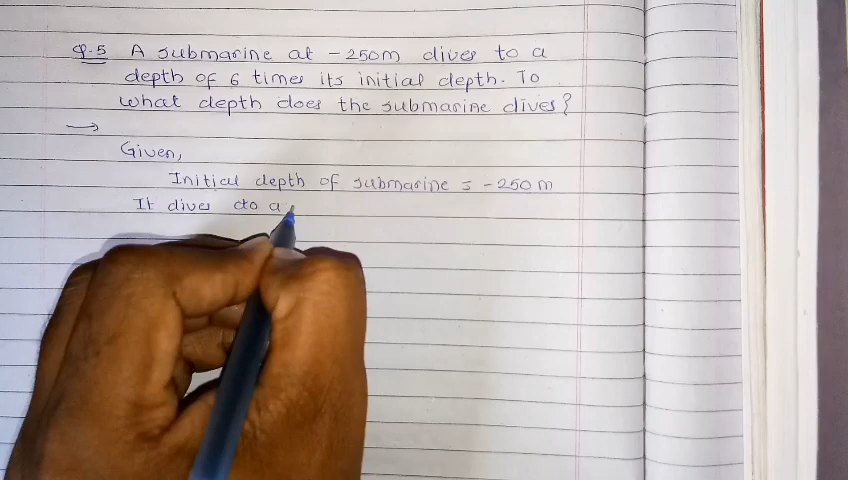 Q.5 A submarine at -250m dives to a
depth of 6 times its initial depth. To
what depth does the submarine dives?
→
Given,
Initial depth of submarine = -250m
It dives to a